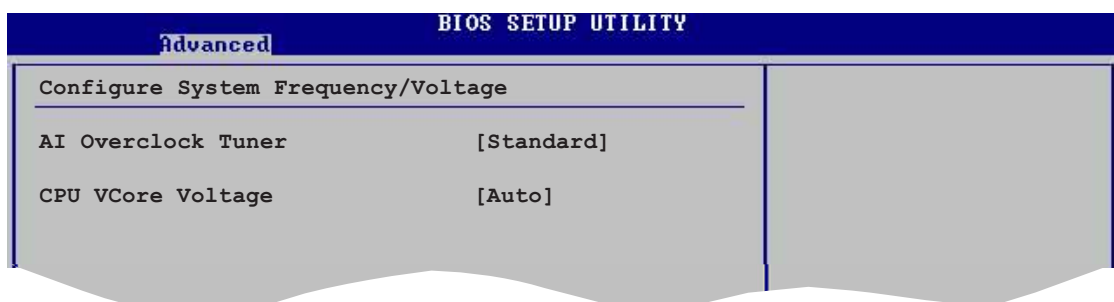 BIOS SETUP UTILITY
Advanced
Configure System Frequency/Voltage
AI Overclock Tuner [Standard]
CPU VCore Voltage [Auto]